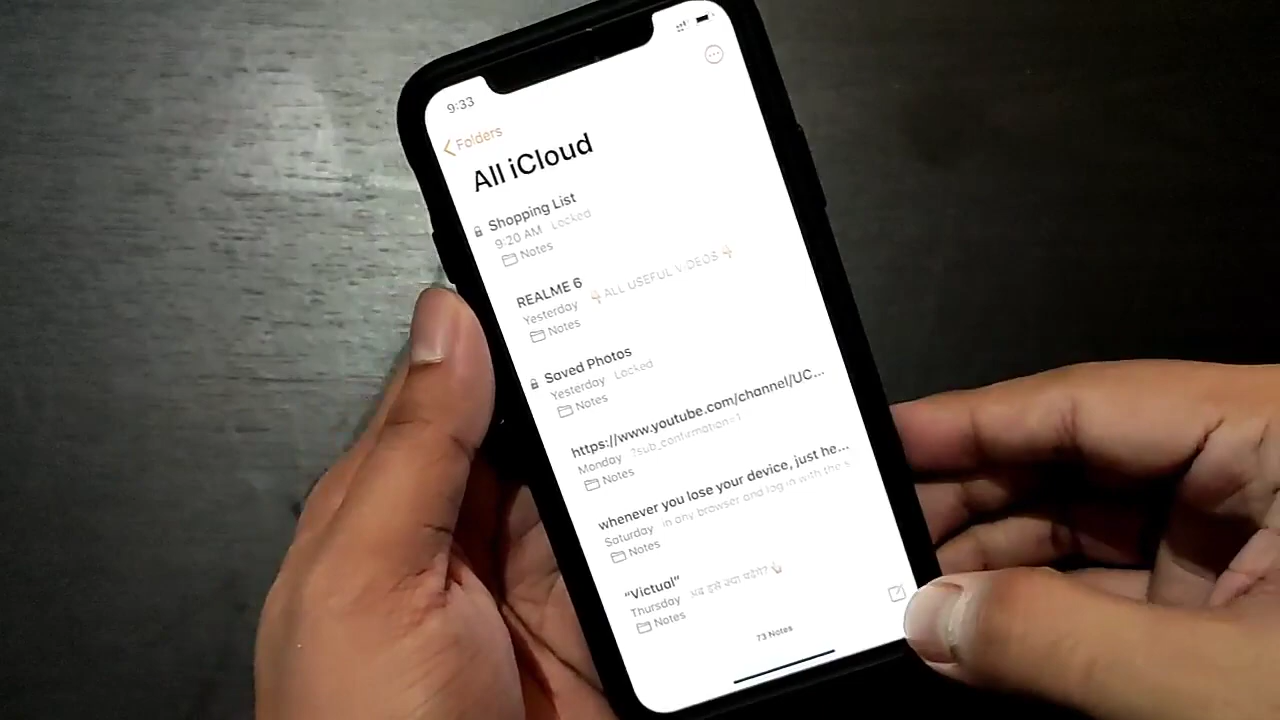 9:33
Folders
All iCloud
Shopping List
9:20 AM Locked
Notes
REALME 6
Yesterday 👇ALL USEFUL VIDEOS👇
Notes
Saved Photos
Yesterday Locked
Notes
https://www.youtube.com/channel/UC...
Monday ?sub_confirmation=1
Notes
whenever you lose your device, just he...
Saturday in any browser and log in with the s
Notes
"Victual"
Thursday
Notes
73 Notes